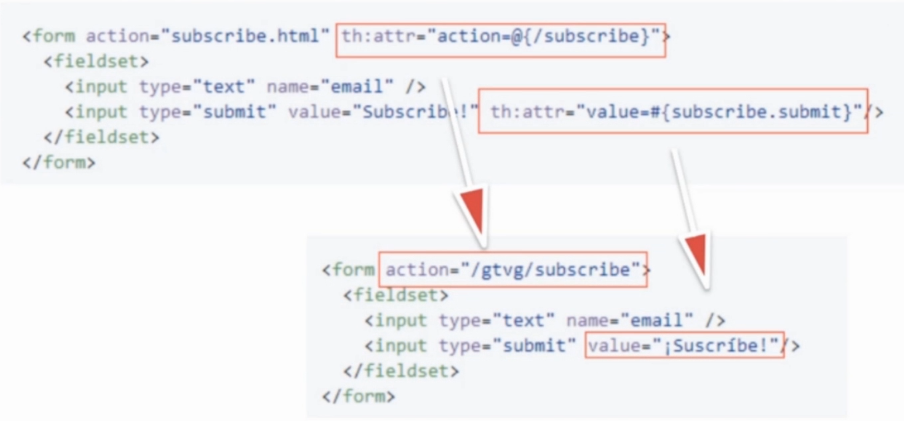 <form action="subscribe.html" th:attr="action=@{/subscribe}">
<fieldset>
<input type="text" name="email" />
<input type="submit" value="Subscribe!" th:attr="value=#{subscribe.submit}"/>
</fieldset>
</form>
<form action="/gtvg/subscribe">
<fieldset>
<input type="text" name="email" />
<input type="submit" value="¡Suscríbe!"/>
</fieldset>
</form>